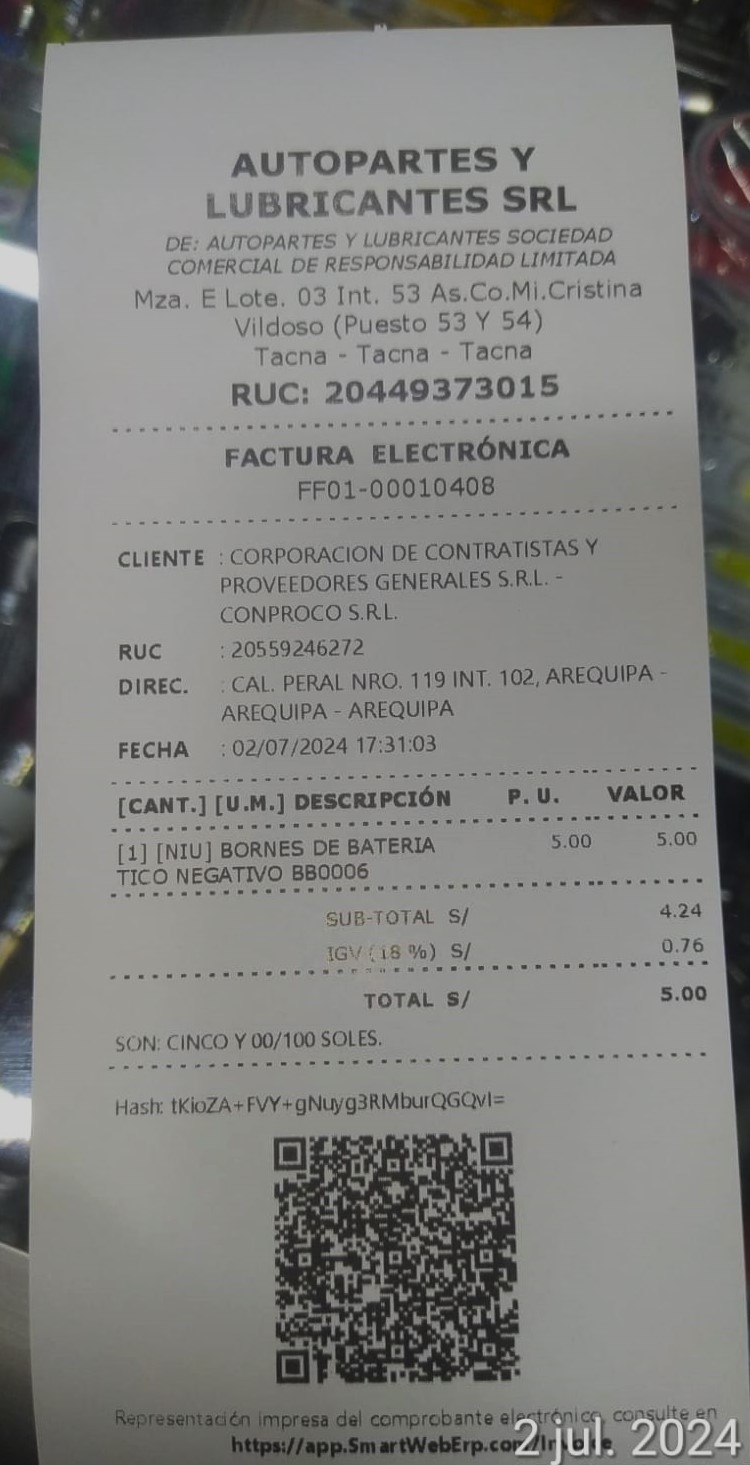 AUTOPARTES Y
LUBRICANTES SRL
DE: AUTOPARTES Y LUBRICANTES SOCIEDAD
COMERCIAL DE RESPONSABILIDAD LIMITADA
Mza. E Lote. 03 Int. 53 As.Co.Mi.Cristina
Vildoso (Puesto 53 Y 54)
Tacna - Tacna - Tacna
RUC: 20449373015
FACTURA ELECTRÓNICA
FF01-00010408
CLIENTE : CORPORACION DE CONTRATISTAS Y
PROVEEDORES GENERALES S.R.L. -
CONPROCO S.R.L.
RUC : 20559246272
DIREC. : CAL. PERAL NRO. 119 INT. 102, AREQUIPA -
AREQUIPA - AREQUIPA
FECHA : 02/07/2024 17:31:03
[CANT.] [U.M.] DESCRIPCIÓN P. U. VALOR
[1] [NIU] BORNES DE BATERIA 5.00 5.00
TICO NEGATIVO BB0006
SUB-TOTAL S/ 4.24
IGV (18 %) S/ 0.76
TOTAL S/ 5.00
SON: CINCO Y 00/100 SOLES.
Hash: tKioZA+FVY+gNuyg3RMburQGQvI=
Representación impresa del comprobante electrónico, consulte en
https://app.SmartWebErp.com/Invoice
2 jul. 2024